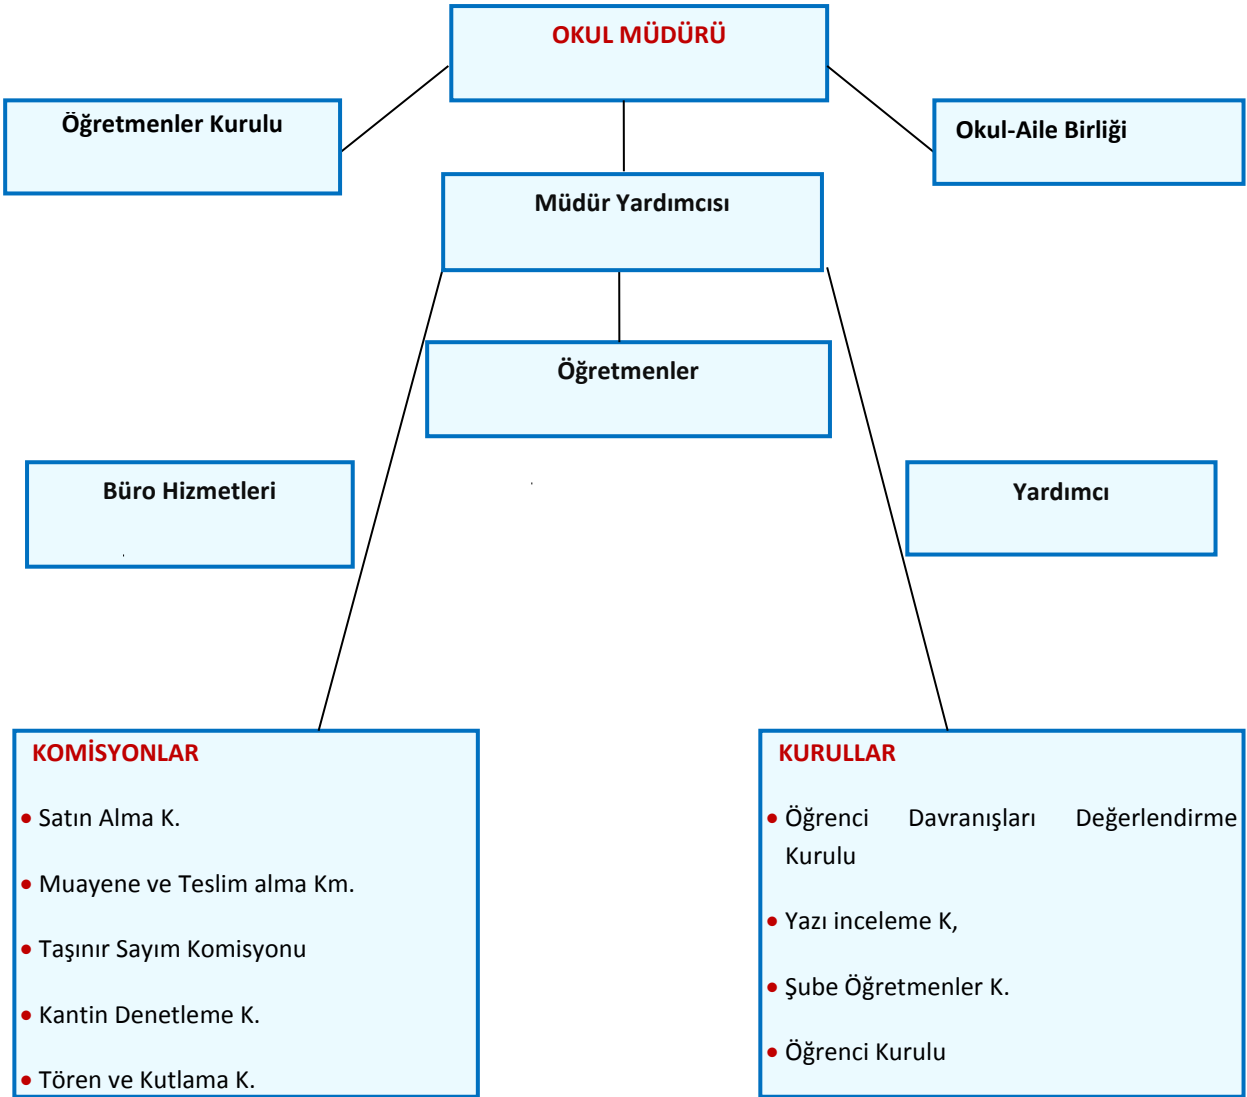 OKUL MÜDÜRÜ
Öğretmenler Kurulu
Okul-Aile Birliği
Müdür Yardımcısı
Öğretmenler
Büro Hizmetleri
Yardımcı
KOMİSYONLAR
• Satın Alma K.
• Muayene ve Teslim alma Km.
• Taşınır Sayım Komisyonu
• Kantin Denetleme K.
• Tören ve Kutlama K.
KURULLAR
• Öğrenci Davranışları Değerlendirme
Kurulu
• Yazı inceleme K,
• Şube Öğretmenler K.
• Öğrenci Kurulu